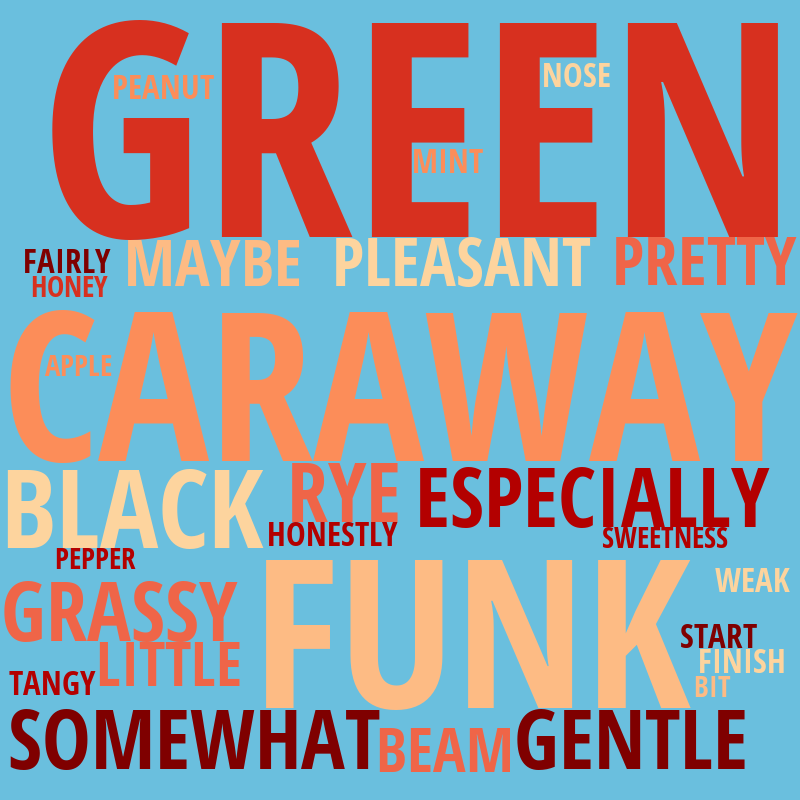 GREEN
PEANUT
NOSE
MINT
FAIRLY MAYBE PLEASANT PRETTY
HONEY
CARAWAY
APPLE
BLACK RYE ESPECIALLY
HONESTLY SWEETNESS
PEPPER
FUNK WEAK
GRASSY
START
LITTLE FINISH
TANGY BIT
SOMEWHAT BEAM GENTLE